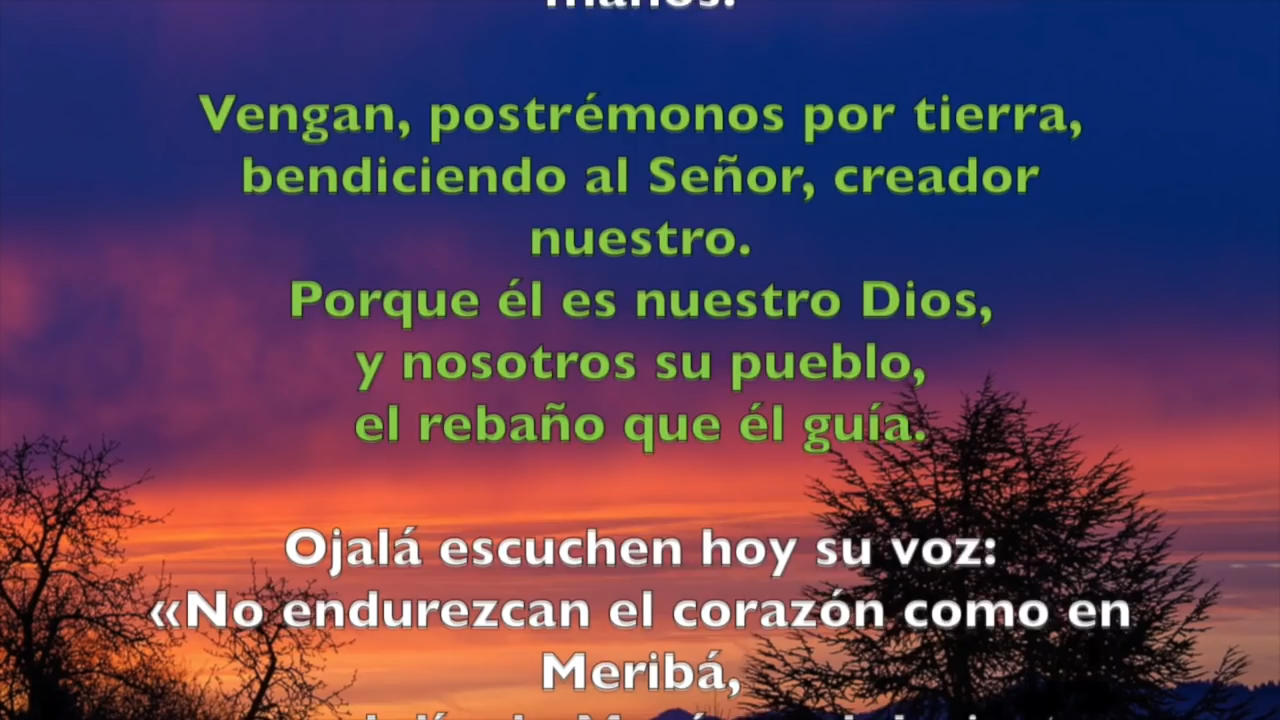 manos.
Vengan, postrémonos por tierra,
bendiciendo al Señor, creador
nuestro.
Porque él es nuestro Dios,
y nosotros su pueblo,
el rebaño que él guía.
Ojalá escuchen hoy su voz:
«No endurezcan el corazón como en
Meribá,